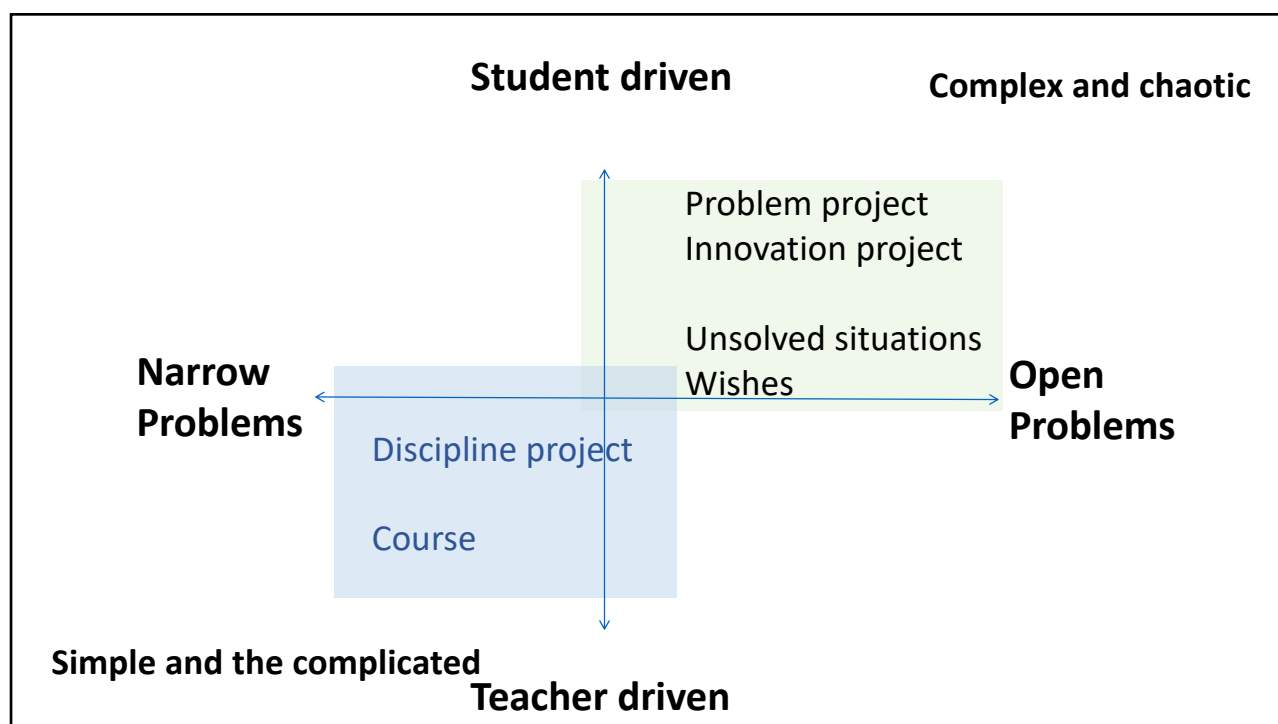 Student driven
Complex and chaotic
Problem project
Innovation project
Unsolved situations
Wishes
Narrow
Problems
Open
Problems
Discipline project
Course
Simple and the complicated
Teacher driven